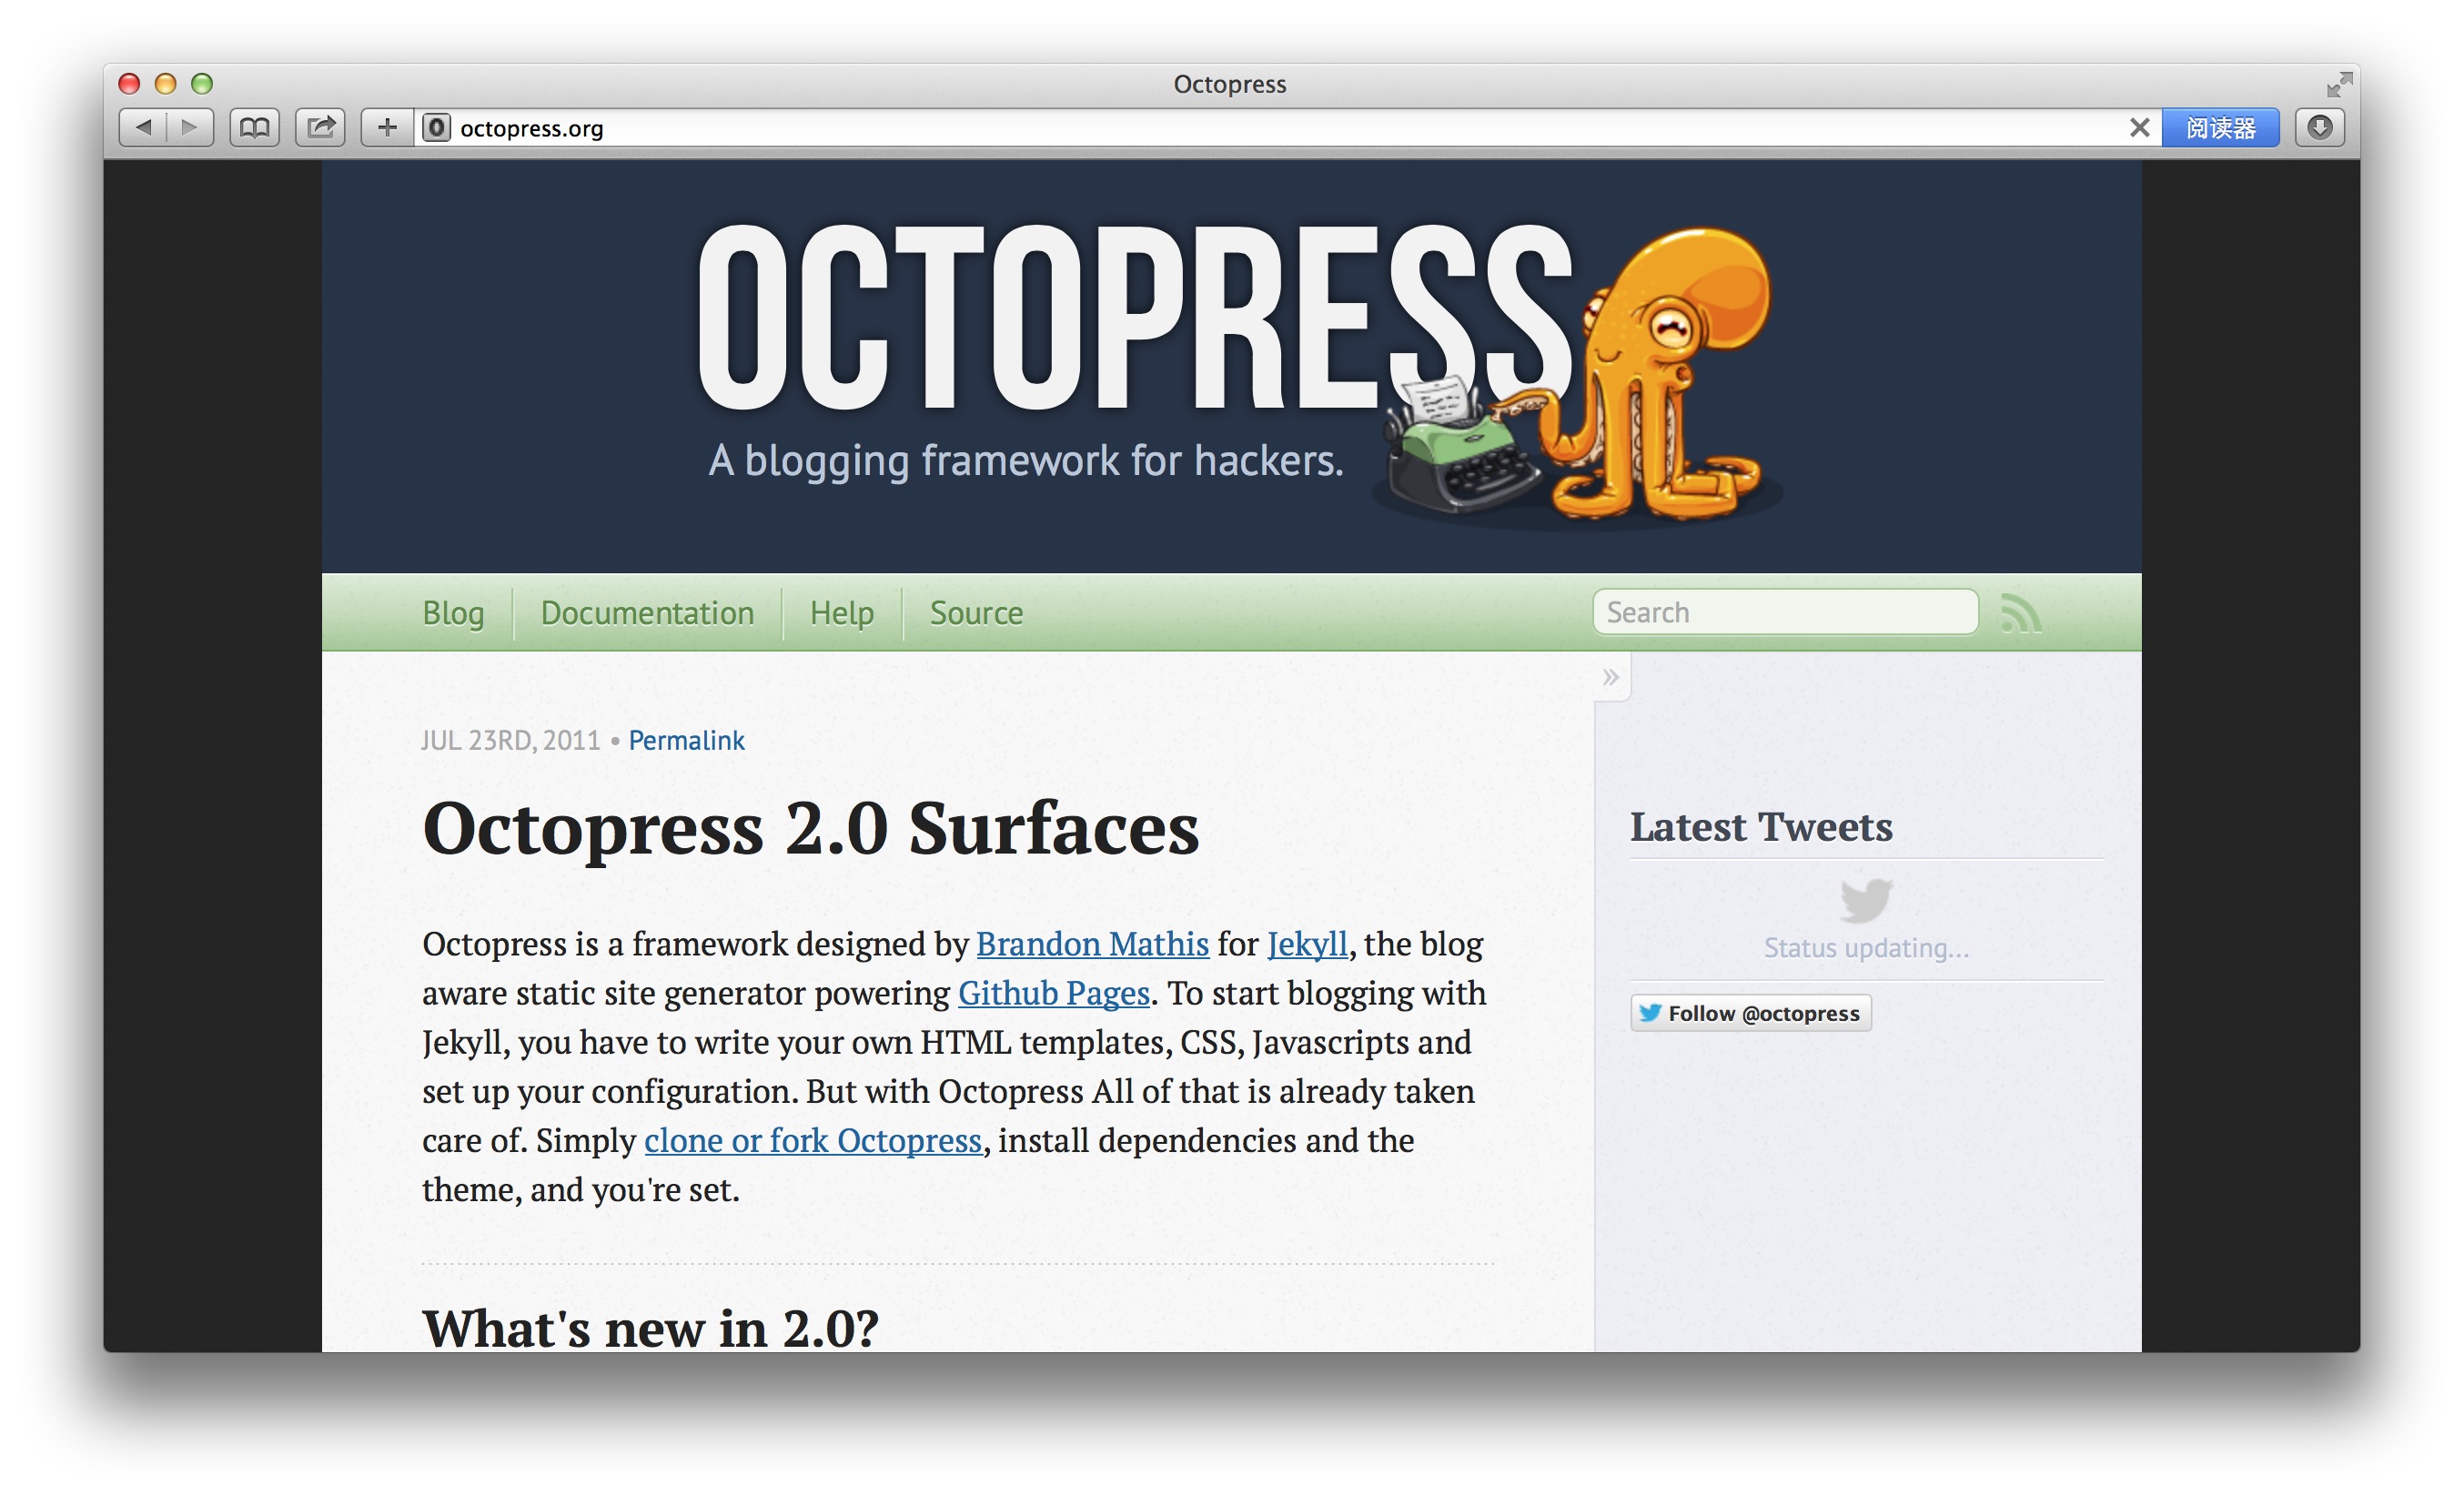 Octopress
octopress.org
阅读器
OCTOPRESS
A blogging framework for hackers.
Blog
Documentation
Help
Source
Search
»
JUL 23RD, 2011 • Permalink
Octopress 2.0 Surfaces
Octopress is a framework designed by Brandon Mathis for Jekyll, the blog
aware static site generator powering Github Pages. To start blogging with
Jekyll, you have to write your own HTML templates, CSS, Javascripts and
set up your configuration. But with Octopress All of that is already taken
care of. Simply clone or fork Octopress, install dependencies and the
theme, and you're set.
What's new in 2.0?
Latest Tweets
Status updating...
Follow @octopress